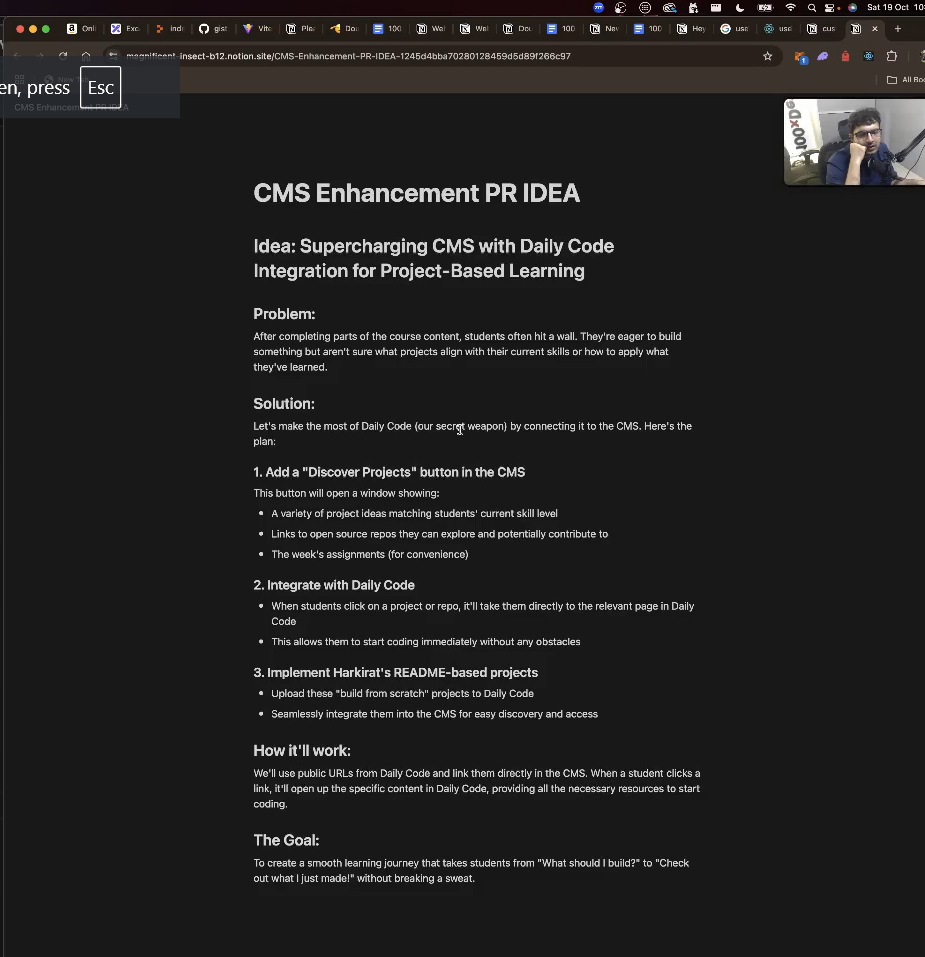 Sat 19 Oct 10:
Onli
Exc
indi
gist
Vite
Plea
Doo
100
Wel
Wel
Dou
100
Nev
100
Hey
use
use
cus
magnificent-insect-b12.notion.site/CMS-Enhancement-PR-IDEA-1245d4bba70280128459d5d89f266c97
New Tab
All Boo
en, press Esc
CMS Enhancement PR IDEA
CMS Enhancement PR IDEA
Idea: Supercharging CMS with Daily Code
Integration for Project-Based Learning
Problem:
After completing parts of the course content, students often hit a wall. They're eager to build
something but aren't sure what projects align with their current skills or how to apply what
they've learned.
Solution:
Let's make the most of Daily Code (our secret weapon) by connecting it to the CMS. Here's the
plan:
1. Add a "Discover Projects" button in the CMS
This button will open a window showing:
• A variety of project ideas matching students' current skill level
• Links to open source repos they can explore and potentially contribute to
• The week's assignments (for convenience)
2. Integrate with Daily Code
• When students click on a project or repo, it'll take them directly to the relevant page in Daily
Code
• This allows them to start coding immediately without any obstacles
3. Implement Harkirat's README-based projects
• Upload these "build from scratch" projects to Daily Code
• Seamlessly integrate them into the CMS for easy discovery and access
How it'll work:
We'll use public URLs from Daily Code and link them directly in the CMS. When a student clicks a
link, it'll open up the specific content in Daily Code, providing all the necessary resources to start
coding.
The Goal:
To create a smooth learning journey that takes students from "What should I build?" to "Check
out what I just made!" without breaking a sweat.